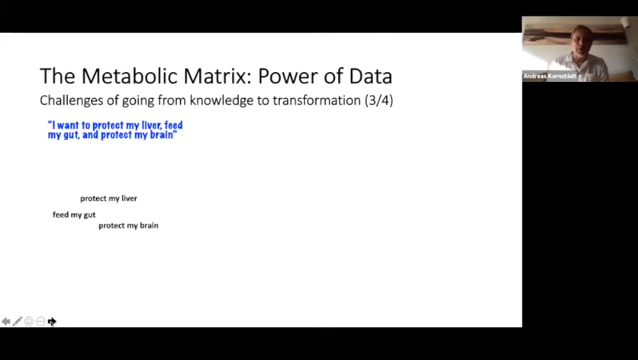 The Metabolic Matrix: Power of Data
Challenges of going from knowledge to transformation (3/4)
"I want to protect my liver, feed
my gut, and protect my brain"
protect my liver
feed my gut
protect my brain
Andreas Kornstädt